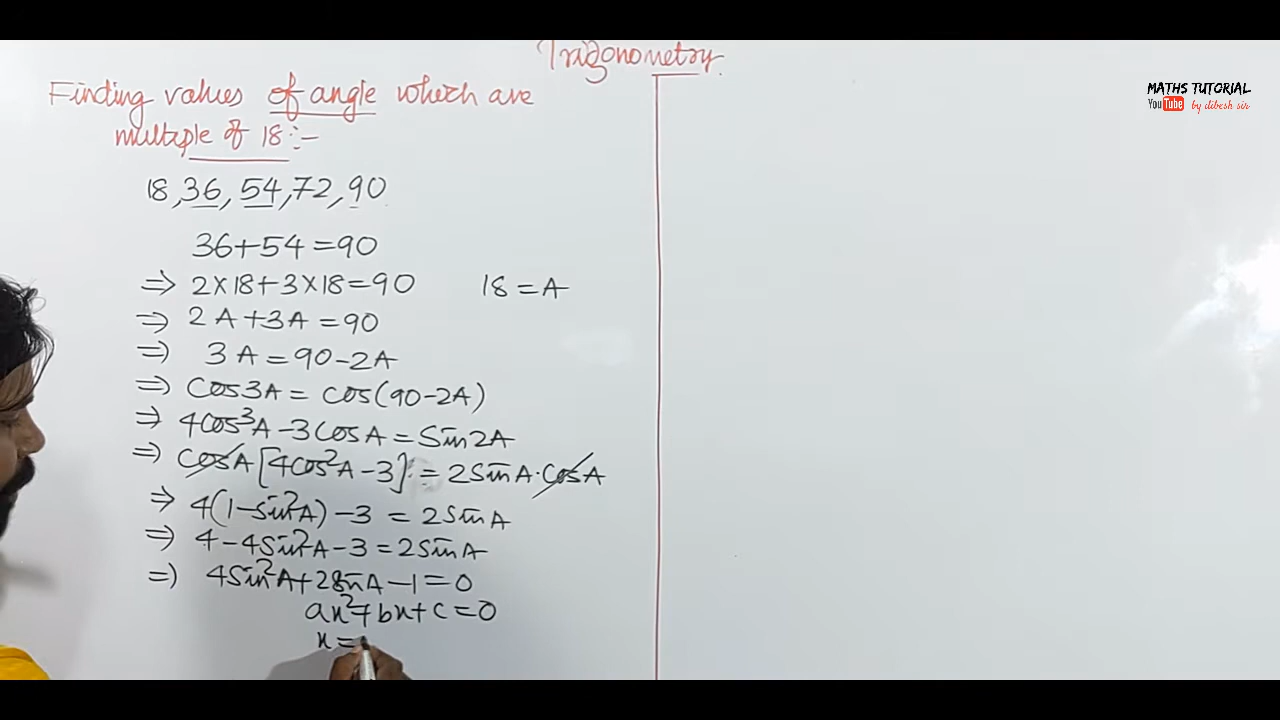 Trigonometry
MATHS TUTORIAL
YouTube by dibesh sir
Finding values of angle which are
multiple of 18:-
18, 36, 54, 72, 90
36+54=90
⇒ 2×18+3×18=90 18=A
⇒ 2A+3A=90
⇒ 3A=90-2A
⇒ Cos3A=Cos(90-2A)
⇒ 4Cos³A-3CosA=Sin2A
⇒ CosA[4Cos²A-3]=2SinA.CosA
⇒ 4(1-Sin²A)-3=2SinA
⇒ 4-4Sin²A-3=2SinA
⇒ 4Sin²A+2SinA-1=0
ax²+bx+c=0
x=